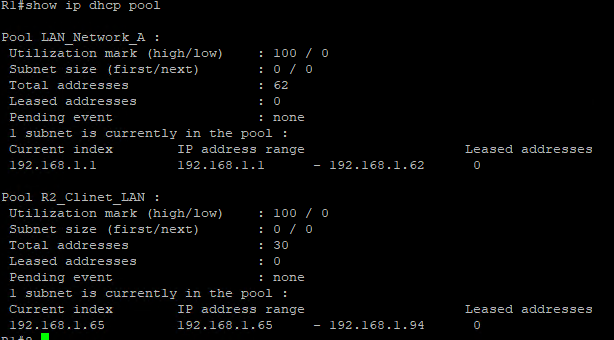 R1#show ip dhcp pool
Pool LAN_Network_A :
Utilization mark (high/low) : 100 / 0
Subnet size (first/next) : 0 / 0
Total addresses : 62
Leased addresses : 0
Pending event : none
1 subnet is currently in the pool :
Current index IP address range Leased addresses
192.168.1.1 192.168.1.1 - 192.168.1.62 0
Pool R2_Clinet_LAN :
Utilization mark (high/low) : 100 / 0
Subnet size (first/next) : 0 / 0
Total addresses : 30
Leased addresses : 0
Pending event : none
1 subnet is currently in the pool :
Current index IP address range Leased addresses
192.168.1.65 192.168.1.65 - 192.168.1.94 0